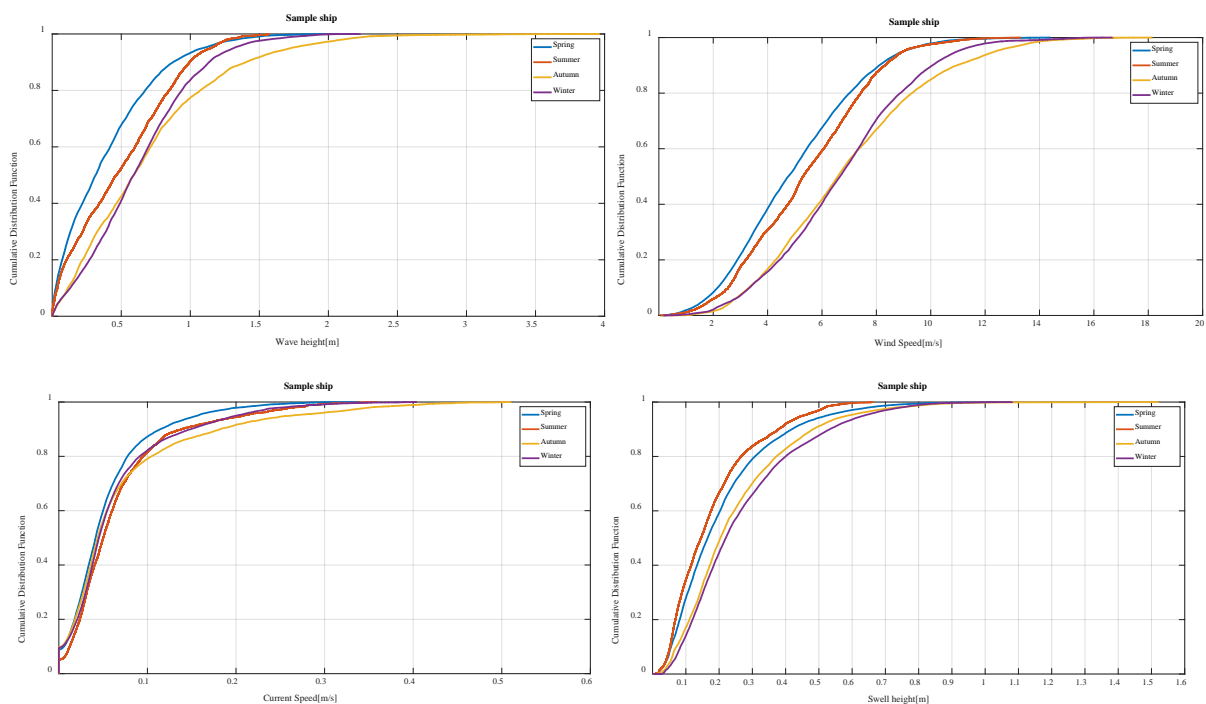 Sample ship
Cumulative Distribution Function
1
0.8
0.6
0.4
0.2
0
0.5
1
1.5
2
2.5
3
3.5
4
Wave height[m]
Spring
Summer
Autumn
Winter
Sample ship
Cumulative Distribution Function
1
0.8
0.6
0.4
0.2
0
2
4
6
8
10
12
14
16
18
20
Wind Speed[m/s]
Spring
Summer
Autumn
Winter
Sample ship
Cumulative Distribution Function
1
0.8
0.6
0.4
0.2
0
0.1
0.2
0.3
0.4
0.5
0.6
Current Speed[m/s]
Spring
Summer
Autumn
Winter
Sample ship
Cumulative Distribution Function
1
0.8
0.6
0.4
0.2
0
0.1
0.2
0.3
0.4
0.5
0.6
0.7
0.8
0.9
1
1.1
1.2
1.3
1.4
1.5
1.6
Swell height[m]
Spring
Summer
Autumn
Winter